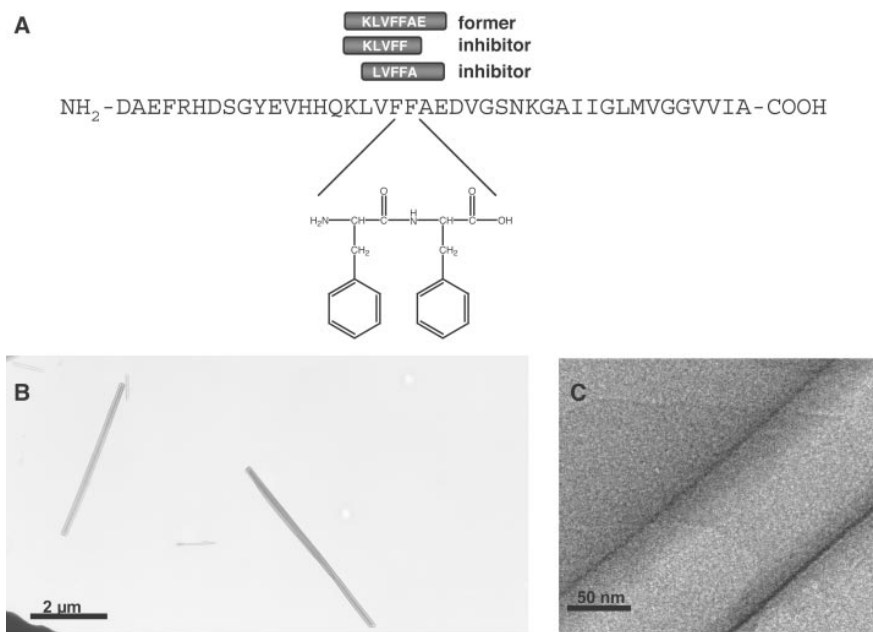 A
KLVFFAE former
KLVFF inhibitor
LVFFA inhibitor
NH2-DAEFRHDSGYEVHHQKLVFFAEDVGSNKGAIIGLMVGGVVIA-COOH
O O
H2N CH C H N CH C OH
CH2 CH2
B
2 μm
C
50 nm